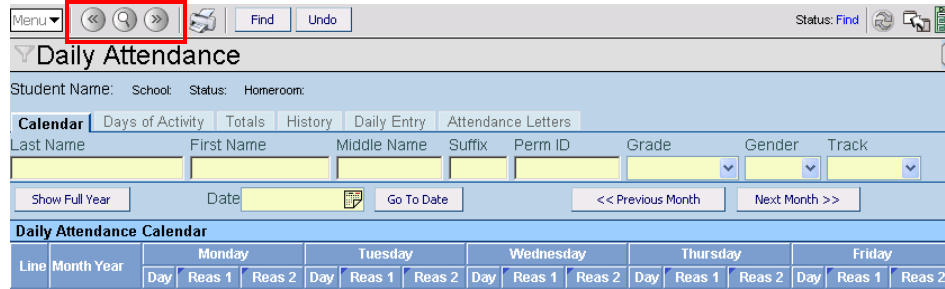 Menu Find Undo Status: Find
Daily Attendance
Student Name: School: Status: Homeroom:
Calendar Days of Activity Totals History Daily Entry Attendance Letters
Last Name First Name Middle Name Suffix Perm ID Grade Gender Track
Show Full Year Date Go To Date << Previous Month Next Month >>
Daily Attendance Calendar
Line Month Year Monday Tuesday Wednesday Thursday Friday
Day Reas 1 Reas 2 Day Reas 1 Reas 2 Day Reas 1 Reas 2 Day Reas 1 Reas 2 Day Reas 1 Reas 2